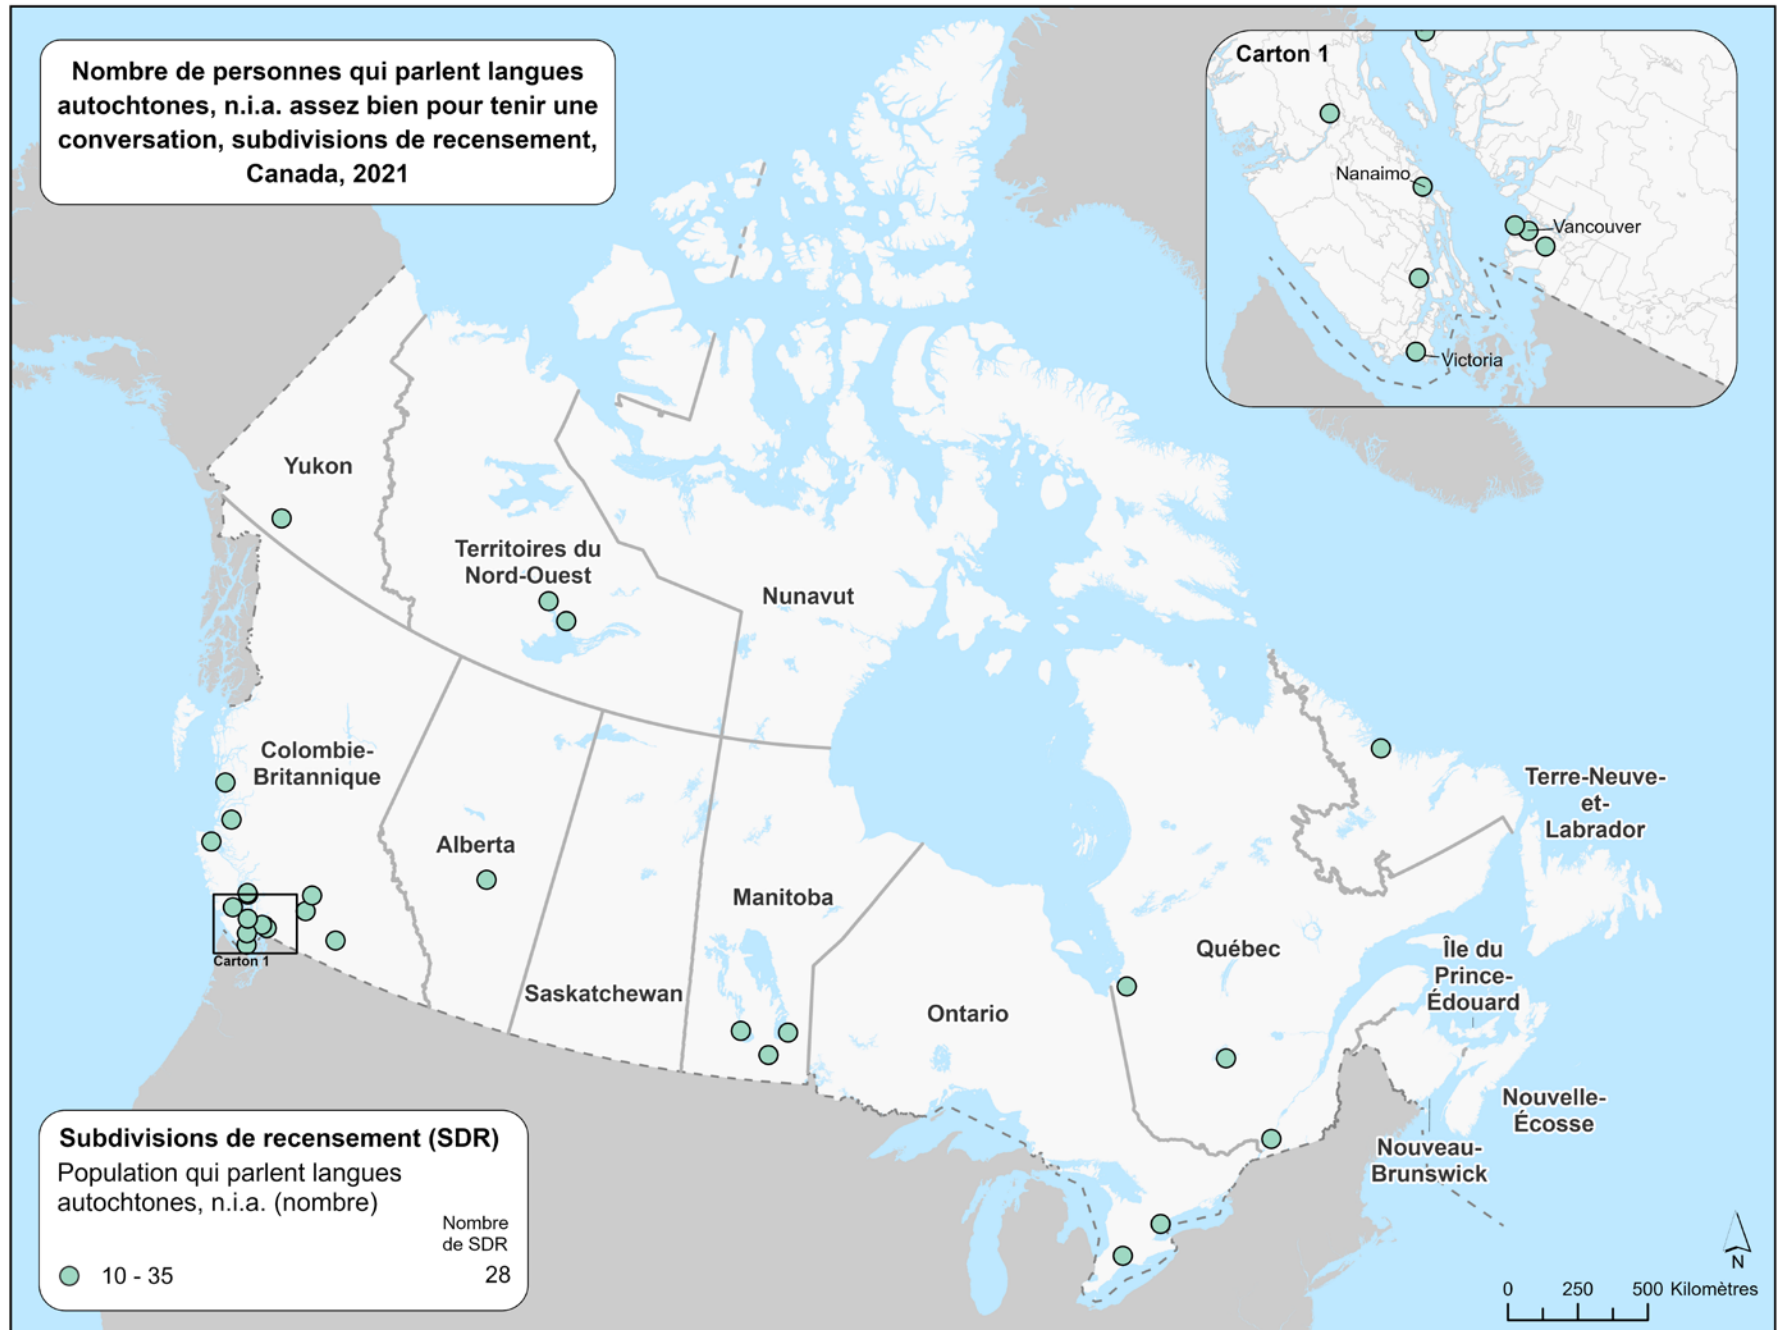 Nombre de personnes qui parlent langues
autochtones, n.i.a. assez bien pour tenir une
conversation, subdivisions de recensement,
Canada, 2021
Carton 1
Nanaimo
Vancouver
Victoria
Yukon
Territoires du
Nord-Ouest
Nunavut
Colombie-
Britannique
Alberta
Saskatchewan
Manitoba
Ontario
Québec
Terre-Neuve-
et-
Labrador
Île du
Prince-
Édouard
Nouvelle-
Écosse
Nouveau-
Brunswick
Carton 1
Subdivisions de recensement (SDR)
Population qui parlent langues
autochtones, n.i.a. (nombre)
Nombre
de SDR
10 - 35 28
N
0 250 500 Kilomètres